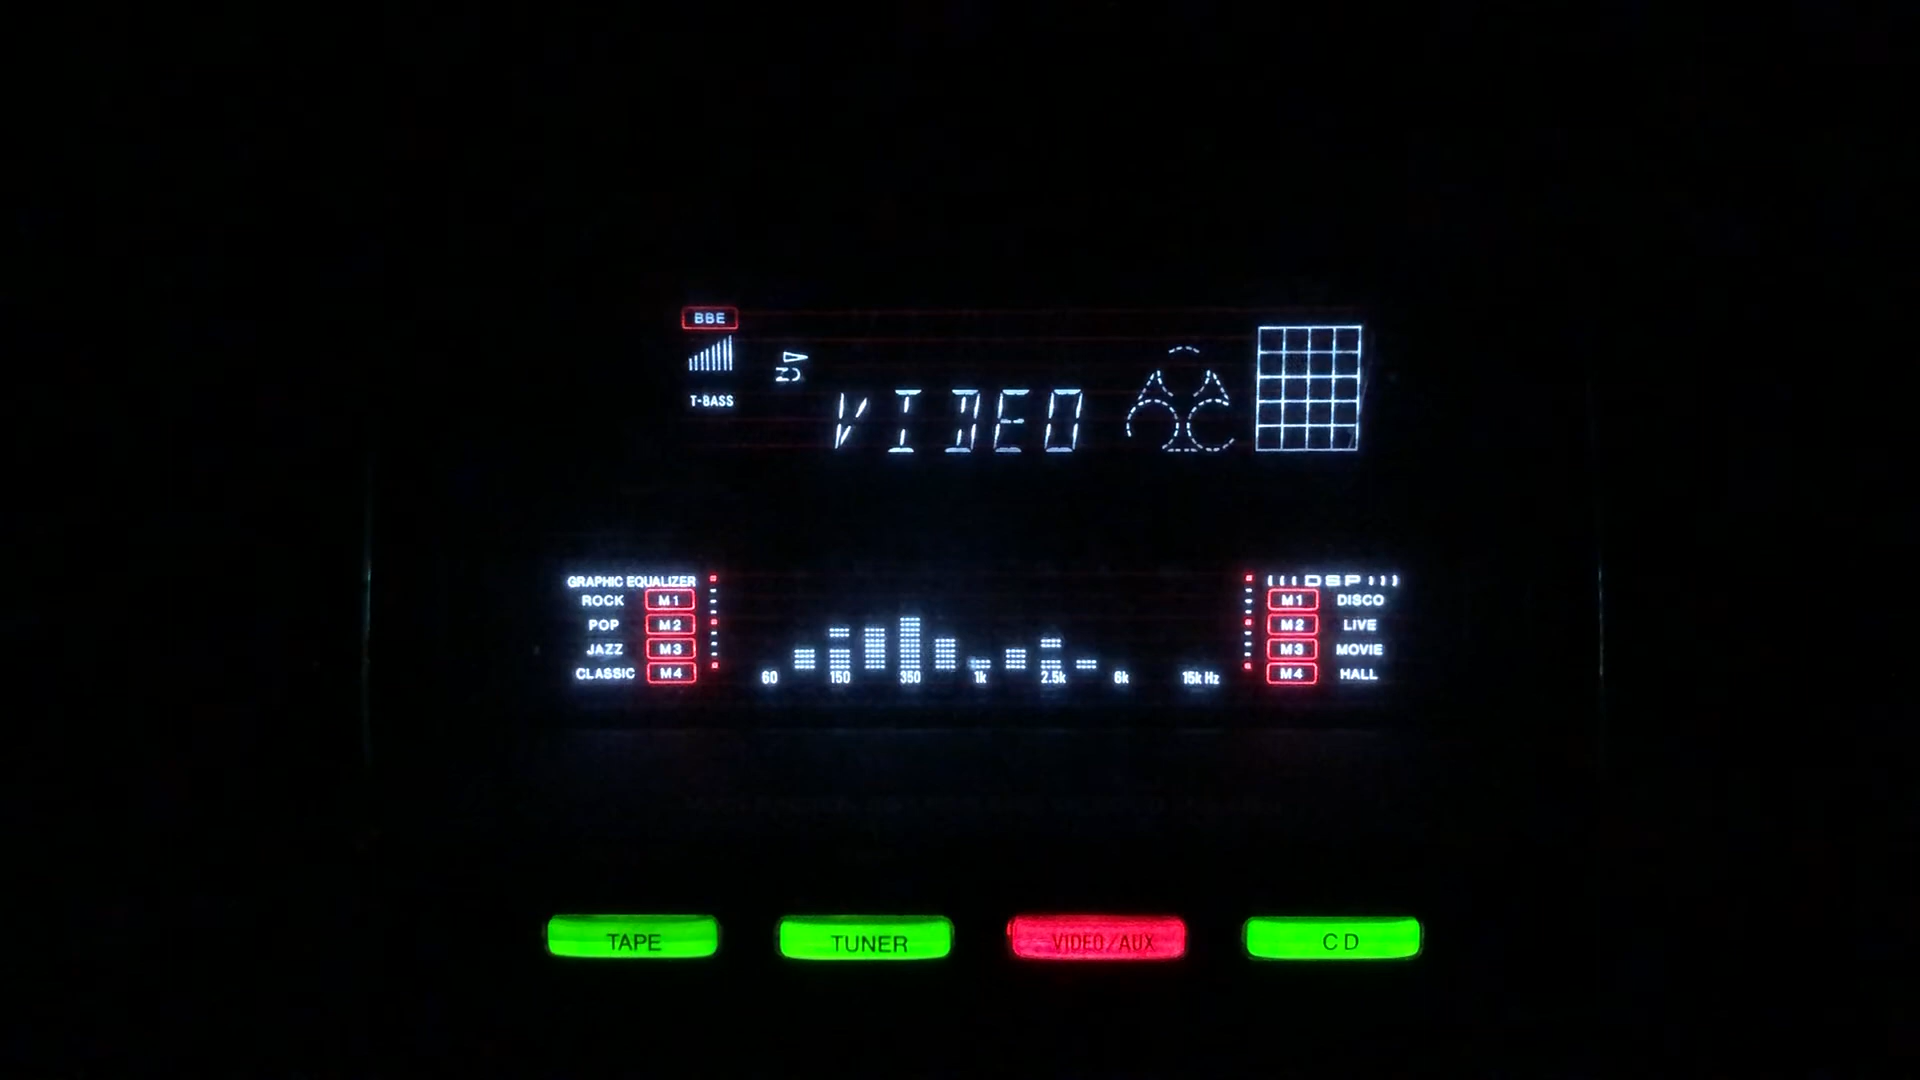 BBE
T-BASS
VIDEO
GRAPHIC EQUALIZER
ROCK M1
POP M2
JAZZ M3
CLASSIC M4
60 150 350 1k 2.5k 6k 15k Hz
DSP
M1 DISCO
M2 LIVE
M3 MOVIE
M4 HALL
TAPE
TUNER
VIDEO/AUX
CD